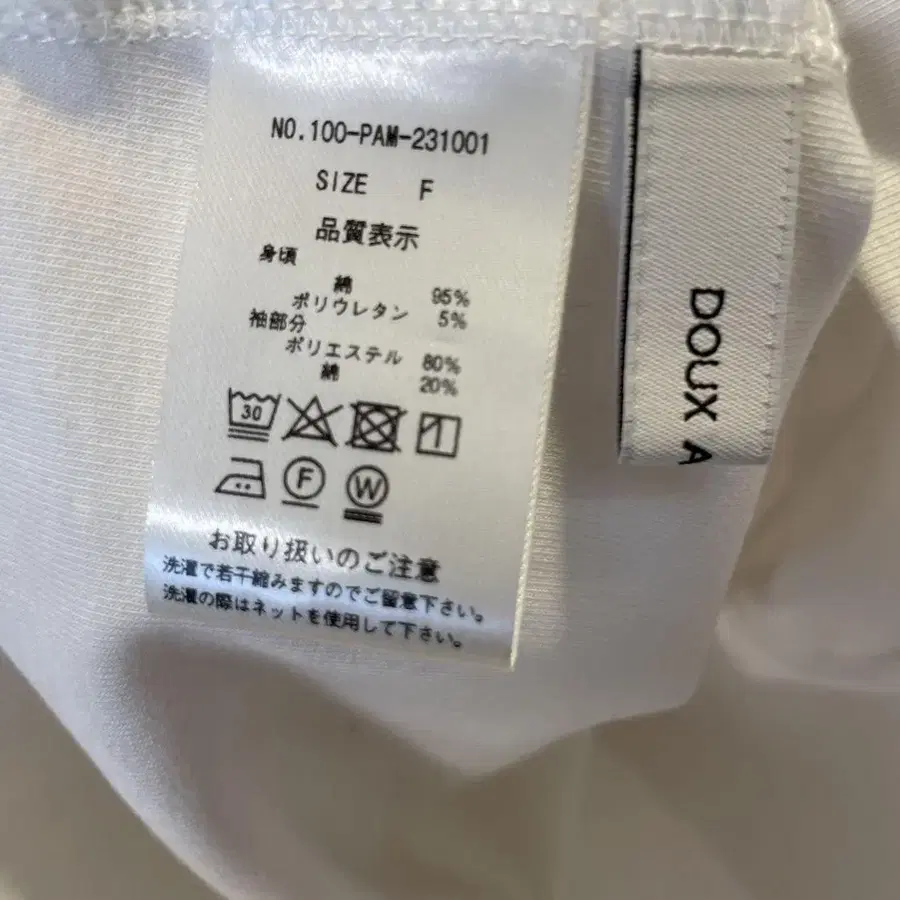 NO.100-PAM-231001
SIZE F
品質表示
身頃
綿 95%
ポリウレタン 5%
袖部分
ポリエステル 80%
綿 20%
30
F W
お取り扱いのご注意
洗濯で若干縮みますのでご留意下さい。
洗濯の際はネットを使用して下さい。
DOUX A